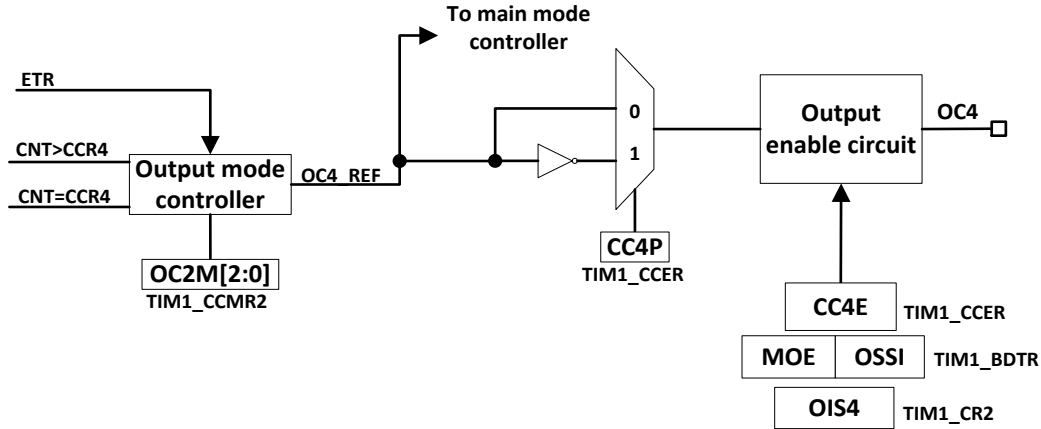 To main mode
controller
ETR
CNT>CCR4
CNT=CCR4
Output mode
controller
OC4_REF
OC2M[2:0]
TIM1_CCMR2
0
1
CC4P
TIM1_CCER
Output
enable circuit
OC4
CC4E
TIM1_CCER
MOE
OSSI
TIM1_BDTR
OIS4
TIM1_CR2